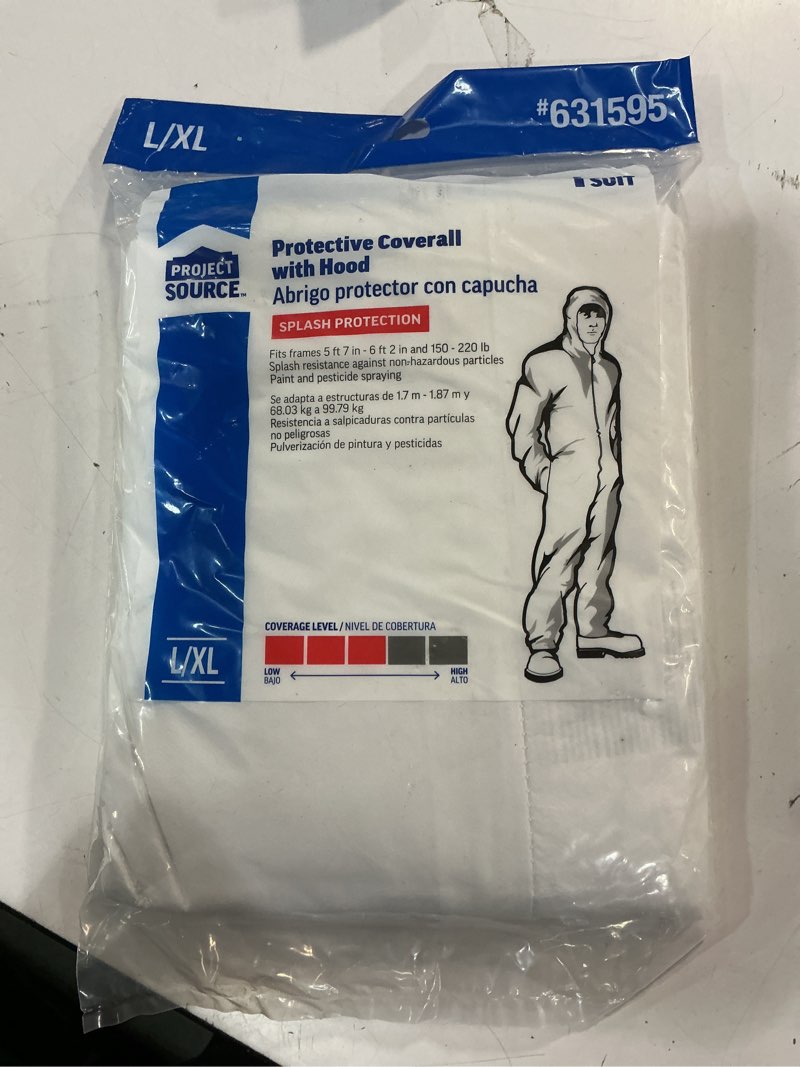 L/XL
#631595
SUIT
PROJECT
SOURCE™
Protective Coverall
with Hood
Abrigo protector con capucha
SPLASH PROTECTION
Fits frames 5 ft 7 in - 6 ft 2 in and 150 - 220 lb
Splash resistance against non-hazardous particles
Paint and pesticide spraying
Se adapta a estructuras de 1.7 m - 1.87 m y
68.03 kg a 99.79 kg
Resistencia a salpicaduras contra partículas
no peligrosas
Pulverización de pintura y pesticidas
COVERAGE LEVEL / NIVEL DE COBERTURA
LOW
BAJO
HIGH
ALTO
L/XL